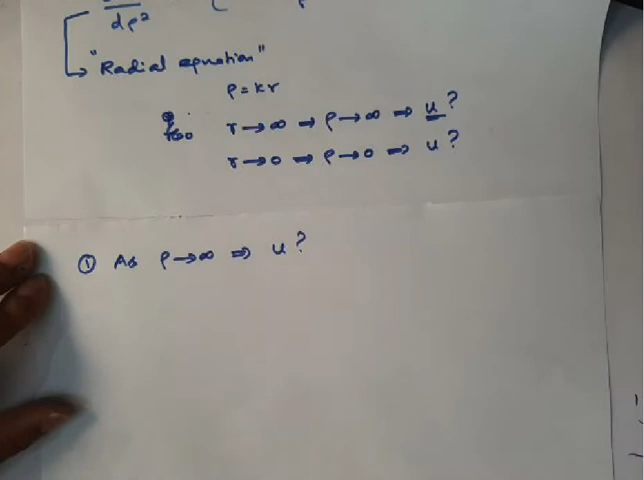 dρ²
"Radial equation"
ρ = kr
r → ∞ ⇒ ρ → ∞ ⇒ u ?
r → 0 ⇒ ρ → 0 ⇒ u ?
① As ρ → ∞ ⇒ u ?